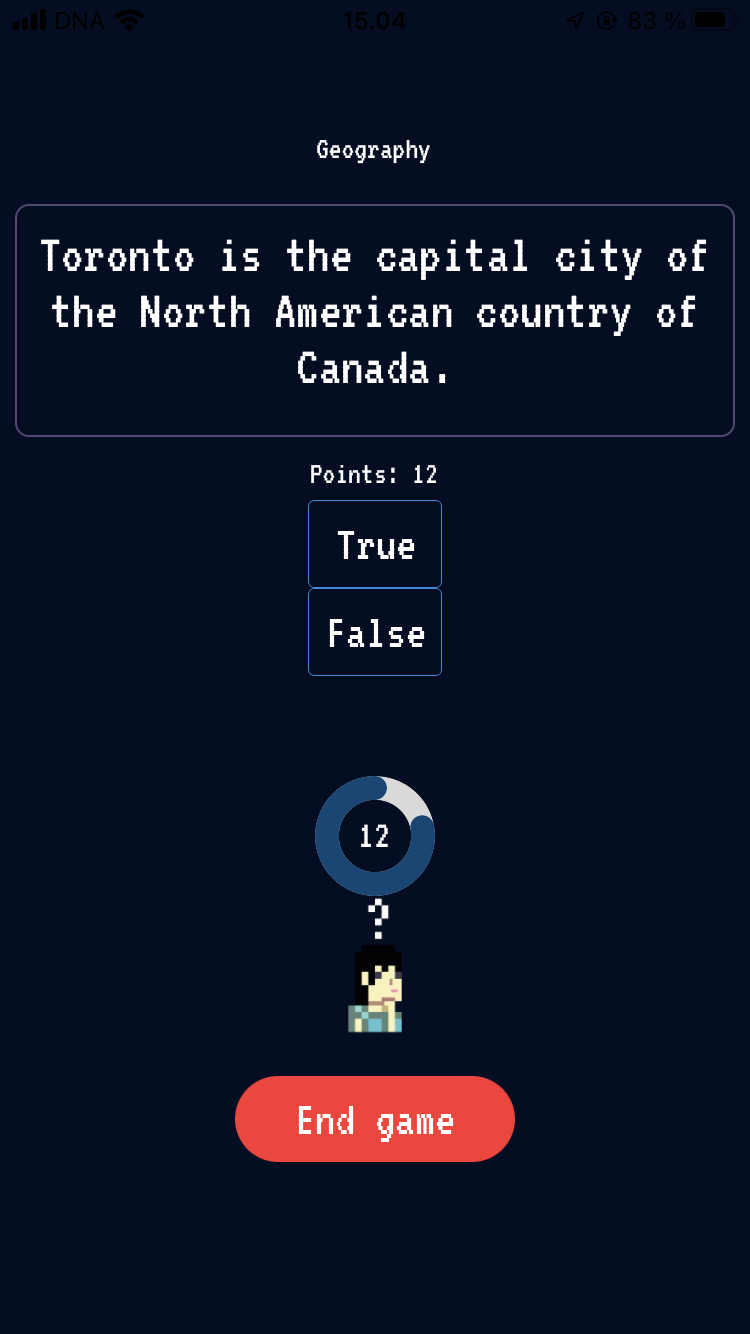 DNA 15.04 83 %
Geography
Toronto is the capital city of
the North American country of
Canada.
Points: 12
True
False
12
?
End game